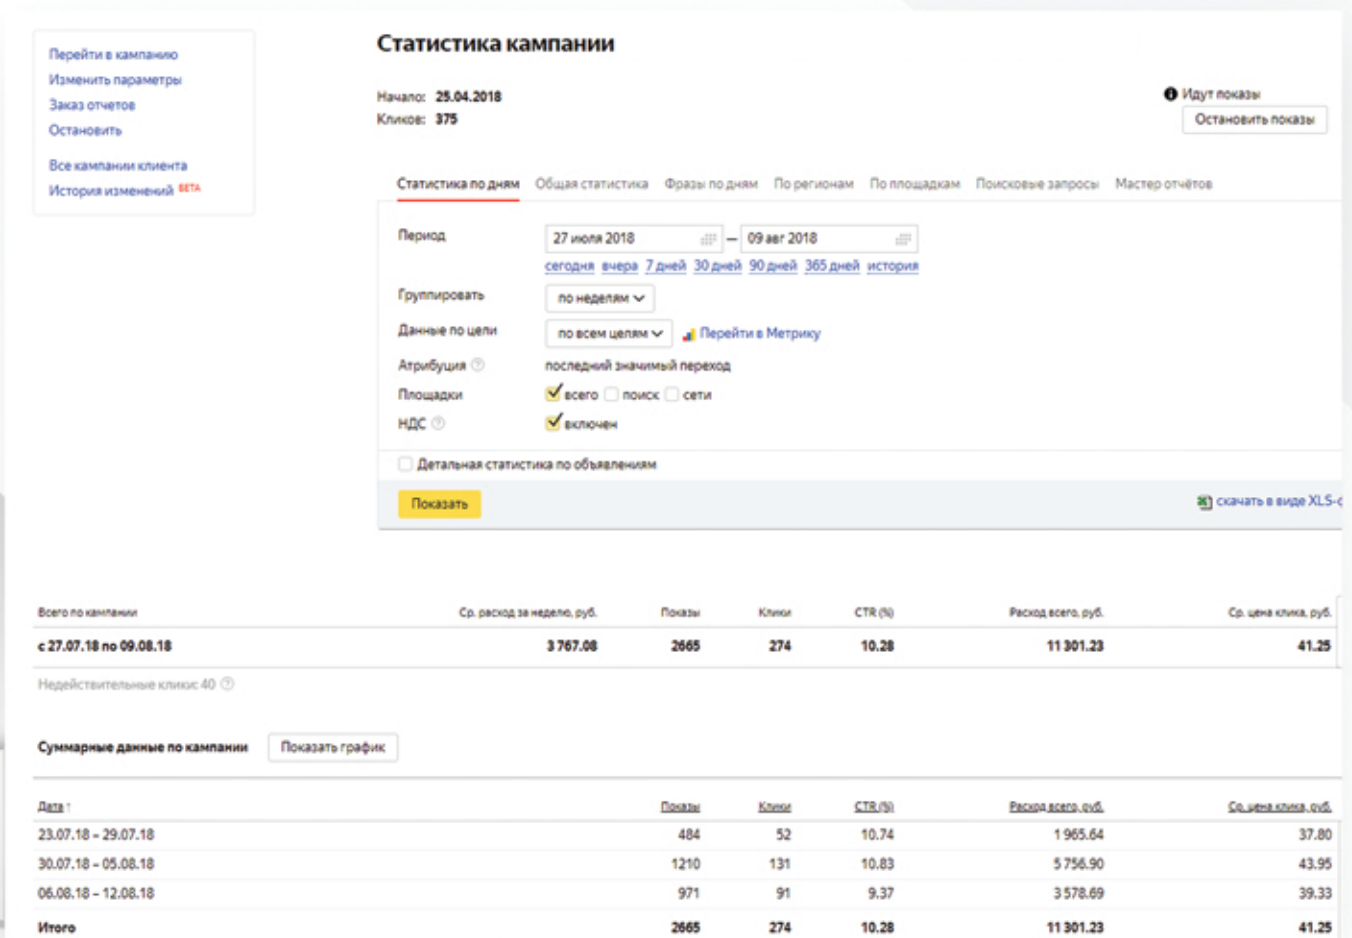 Перейти в кампанию
Изменить параметры
Заказ отчетов
Остановить
Все кампании клиента
История изменений BETA
Статистика кампании
Начало: 25.04.2018
Кликов: 375
Идут показы
Остановить показы
Статистика по дням Общая статистика Фразы по дням По регионам По площадкам Поисковые запросы Мастер отчётов
Период 27 июля 2018 – 09 авг 2018
сегодня вчера 7 дней 30 дней 90 дней 365 дней история
Группировать по неделям
Данные по цели по всем целям Перейти в Метрику
Атрибуция последний значимый переход
Площадки всего поиск сети
НДС включен
Детальная статистика по объявлениям
Показать скачать в виде XLS-
Всего по кампании Ср. расход за неделю, руб. Показы Клики CTR (%) Расход всего, руб. Ср. цена клика, руб.
с 27.07.18 по 09.08.18 3 767.08 2665 274 10.28 11 301.23 41.25
Недействительные клики: 40
Суммарные данные по кампании Показать график
Дата ↑ Показы Клики CTR (%) Расход всего, руб. Ср. цена клика, руб.
23.07.18 – 29.07.18 484 52 10.74 1 965.64 37.80
30.07.18 – 05.08.18 1210 131 10.83 5 756.90 43.95
06.08.18 – 12.08.18 971 91 9.37 3 578.69 39.33
Итого 2665 274 10.28 11 301.23 41.25